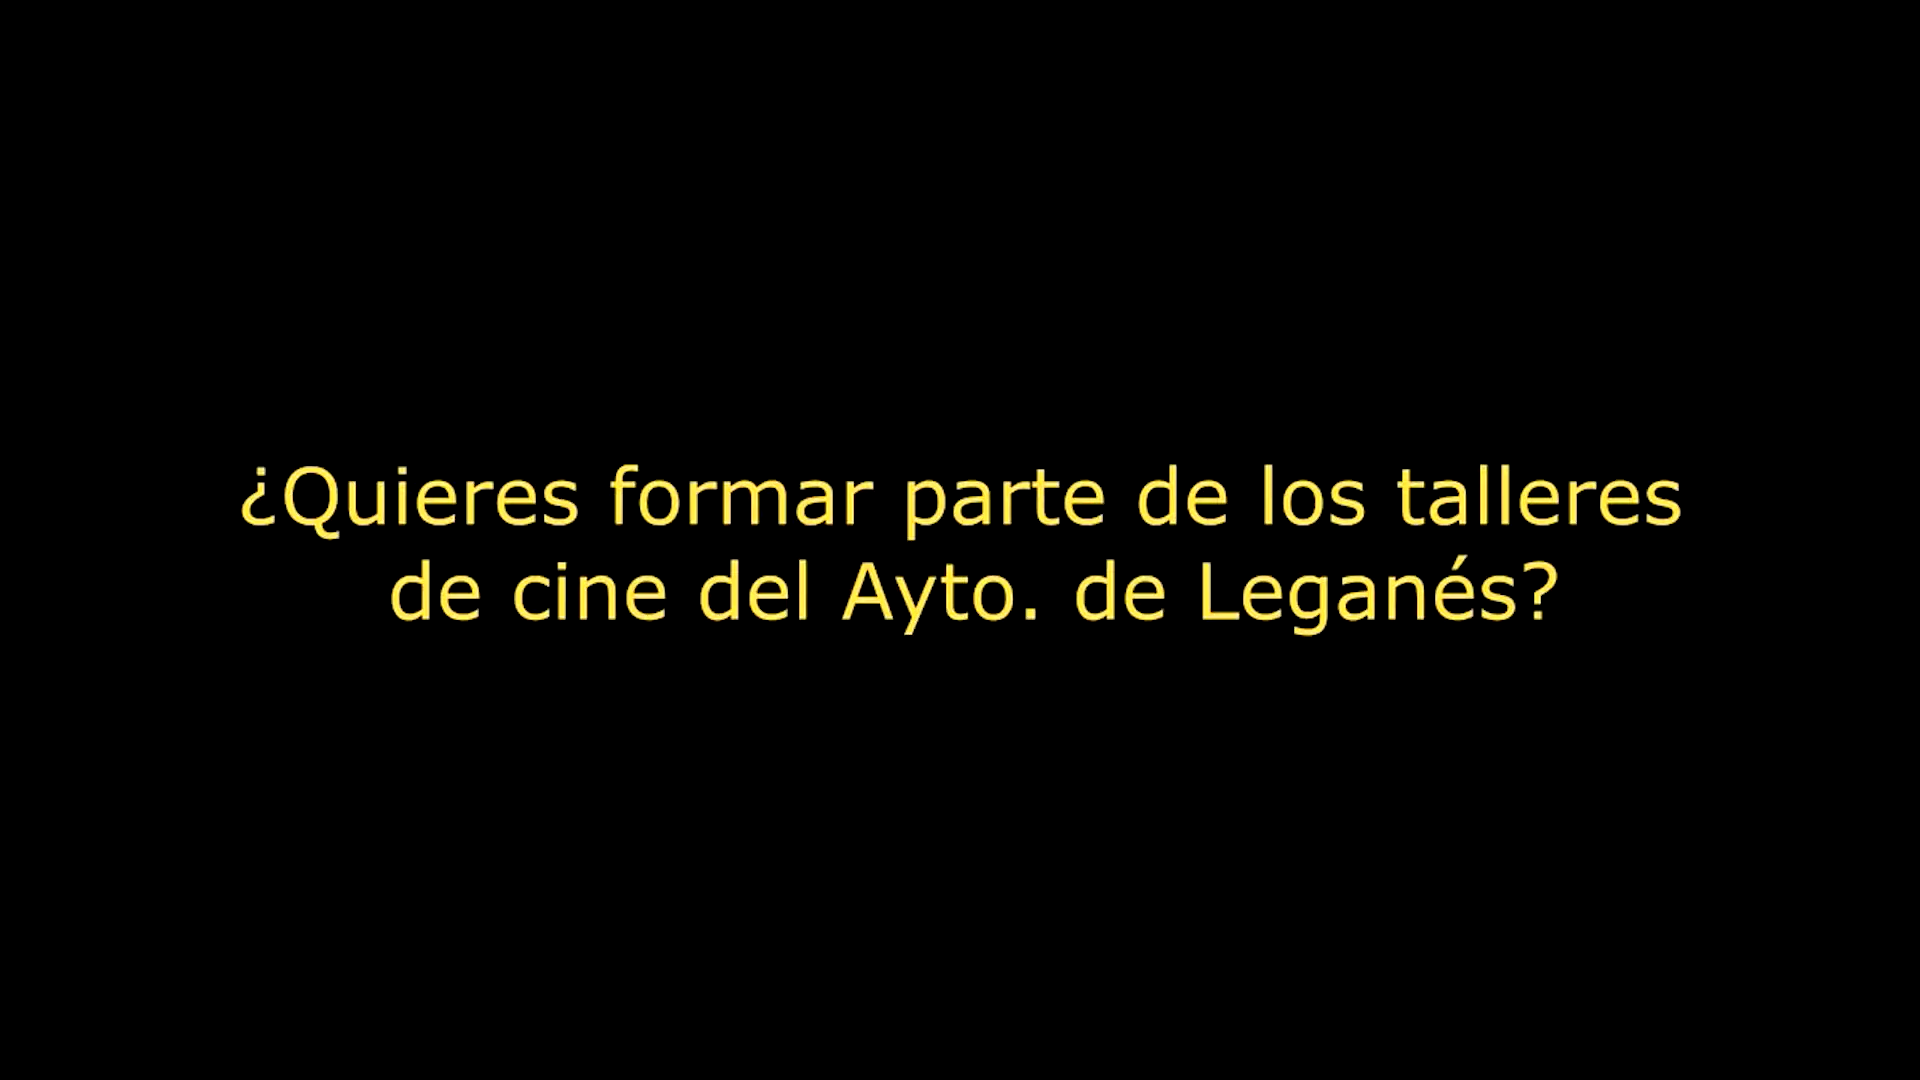 ¿Quieres formar parte de los talleres
de cine del Ayto. de Leganés?